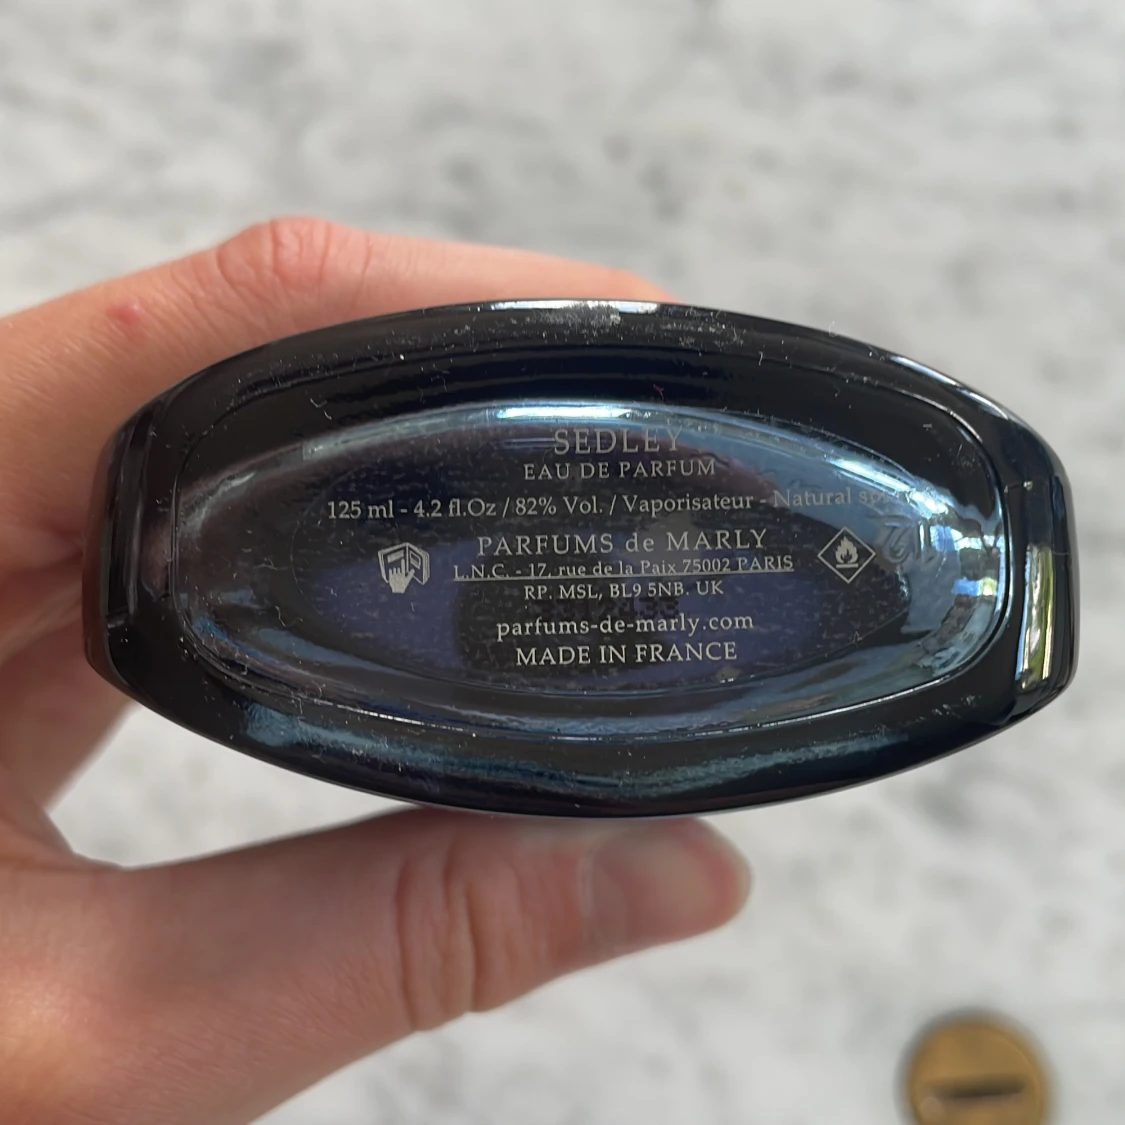 SEDLEY
EAU DE PARFUM
125 ml - 4.2 fl.Oz / 82% Vol. / Vaporisateur - Natural
PARFUMS de MARLY
L.N.C. - 17, rue de la Paix 75002 PARIS
RP. MSL, BL9 5NB. UK
parfums-de-marly.com
MADE IN FRANCE